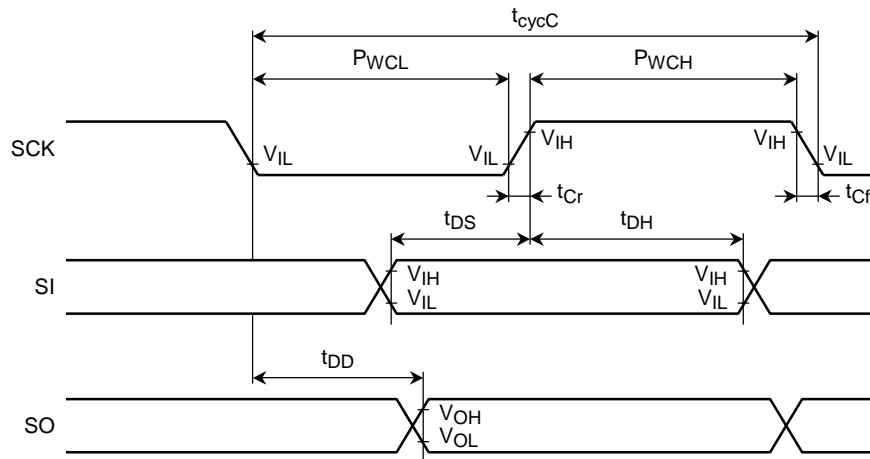 tcycC
PWCL PWCH
SCK VIL VIL VIH VIH VIL
tCr tCf
tDS tDH
SI VIH VIL VIH VIL
tDD
SO VOH VOL